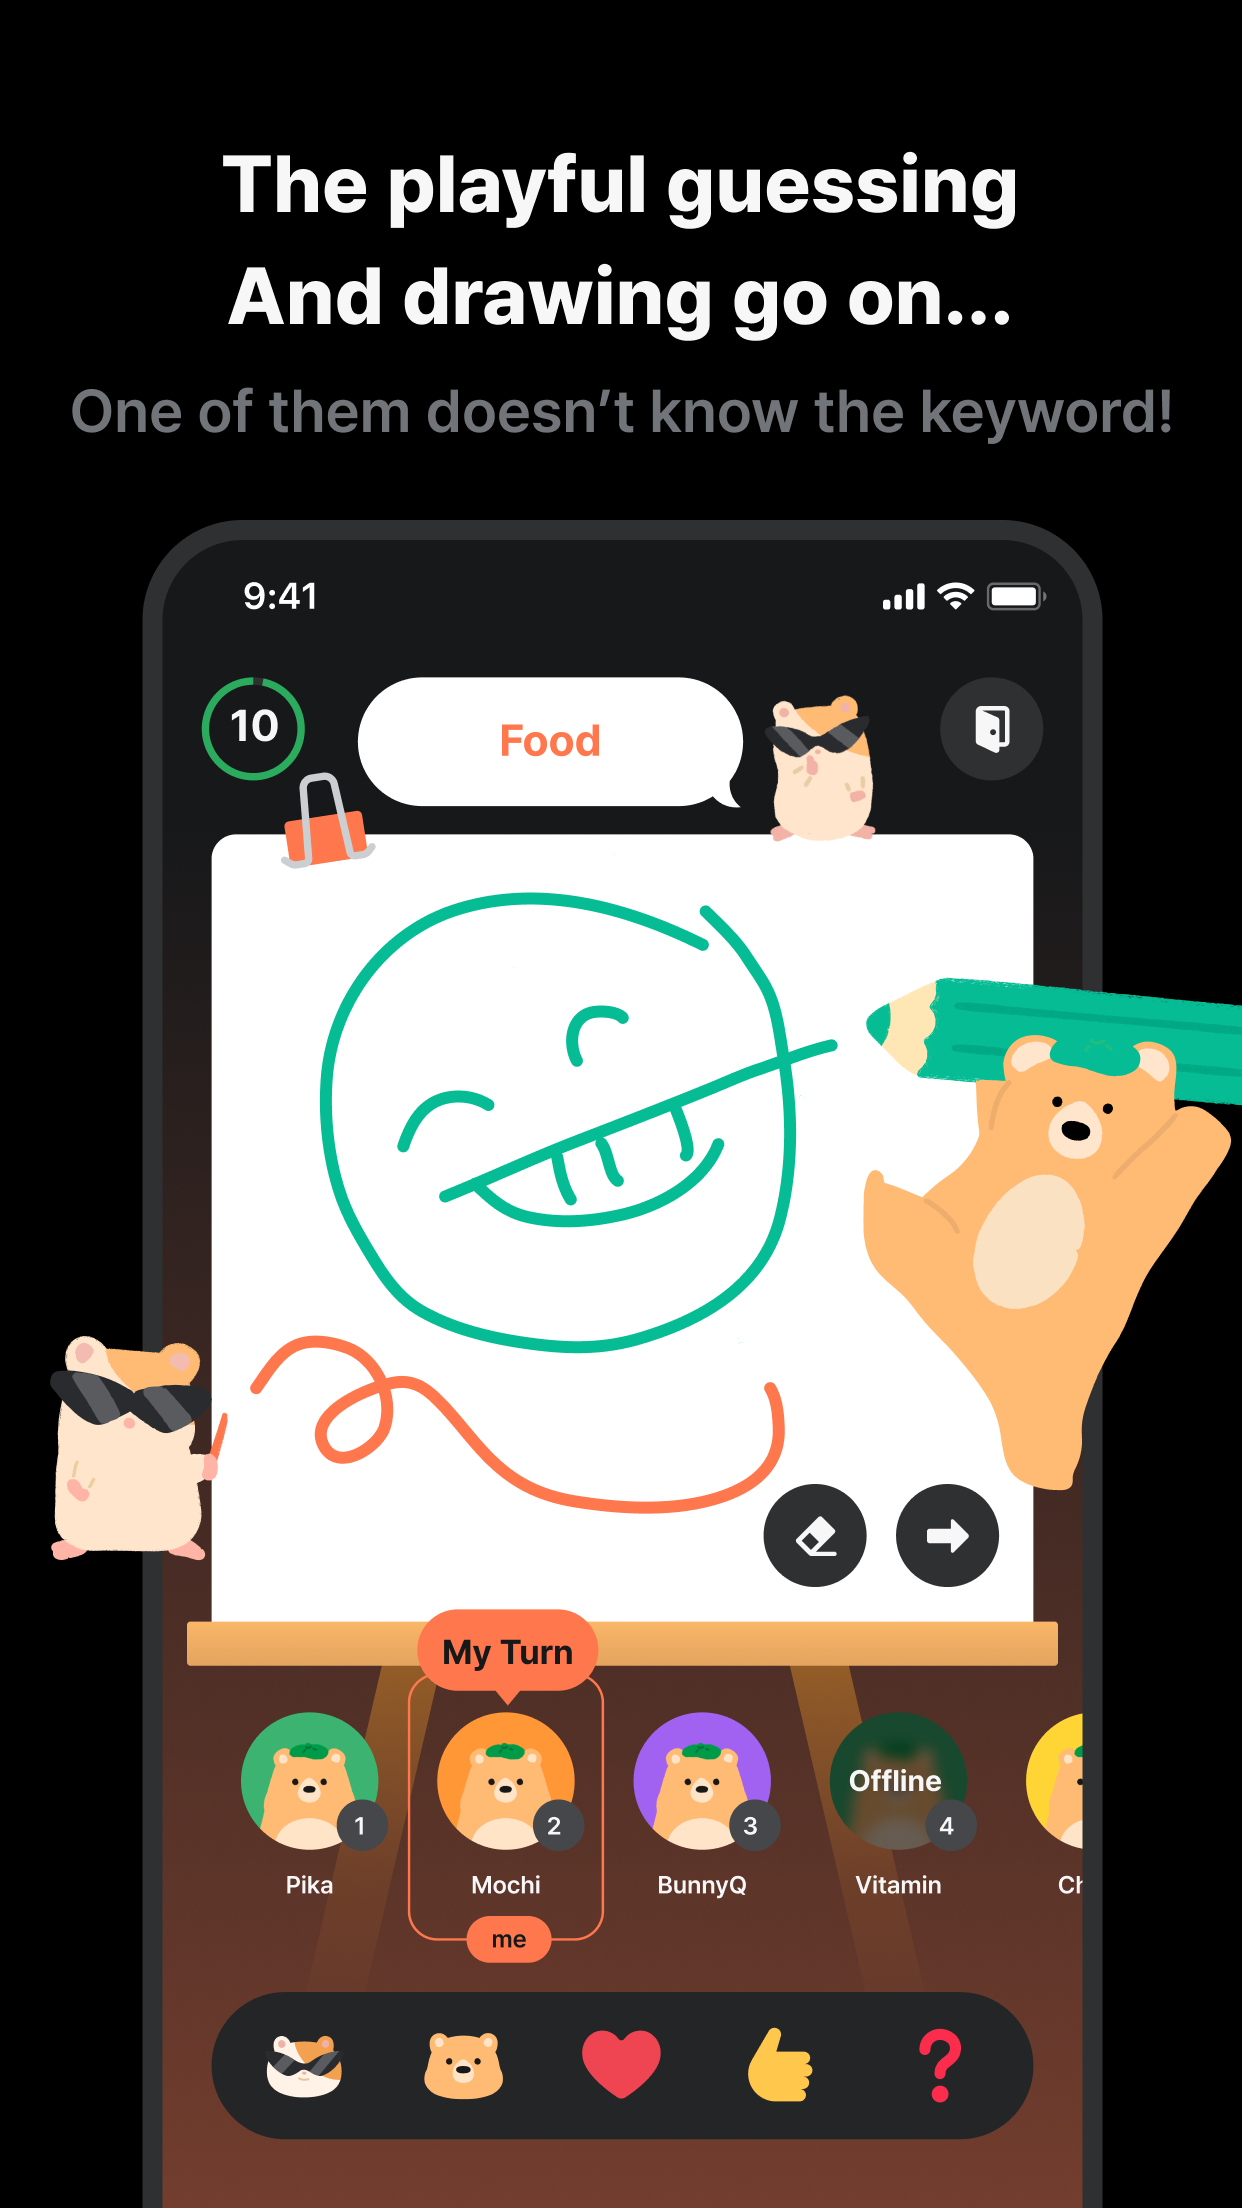 The playful guessing
And drawing go on...
One of them doesn’t know the keyword!
9:41
10
Food
My Turn
Offline
1
2
3
4
Pika
Mochi
BunnyQ
Vitamin
me